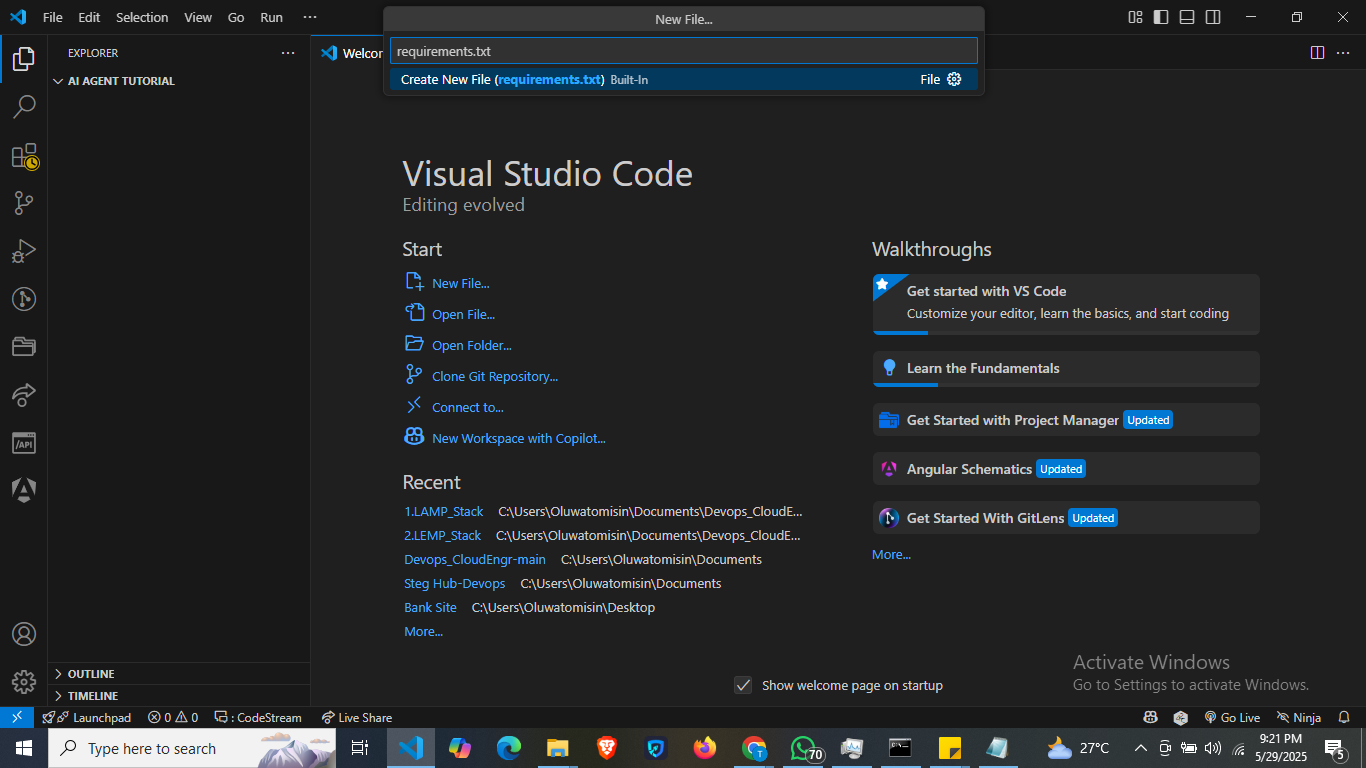 File Edit Selection View Go Run ···
New File...
requirements.txt
Create New File (requirements.txt) Built-In File
EXPLORER
Welcor
AI AGENT TUTORIAL
Visual Studio Code
Editing evolved
Start
New File...
Open File...
Open Folder...
Clone Git Repository...
Connect to...
New Workspace with Copilot...
Recent
1.LAMP_Stack C:\Users\Oluwatomisin\Documents\Devops_CloudE...
2.LEMP_Stack C:\Users\Oluwatomisin\Documents\Devops_CloudE...
Devops_CloudEngr-main C:\Users\Oluwatomisin\Documents
Steg Hub-Devops C:\Users\Oluwatomisin\Documents
Bank Site C:\Users\Oluwatomisin\Desktop
More...
Walkthroughs
Get started with VS Code
Customize your editor, learn the basics, and start coding
Learn the Fundamentals
Get Started with Project Manager Updated
Angular Schematics Updated
Get Started With GitLens Updated
More...
/API
OUTLINE
TIMELINE
Show welcome page on startup
Activate Windows
Go to Settings to activate Windows.
Launchpad 0 0 : CodeStream Live Share Go Live Ninja
Type here to search
T
70
27°C
9:21 PM
5/29/2025
5